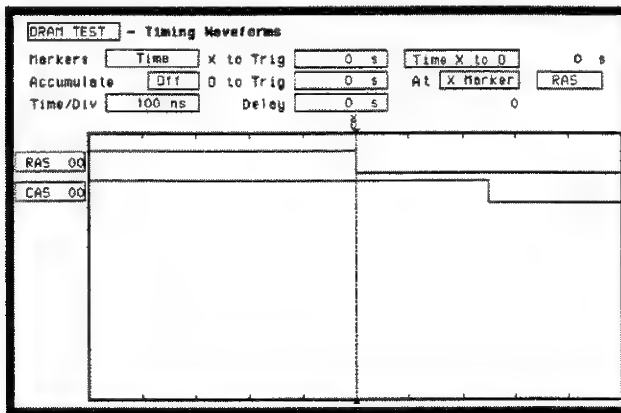 DRAM TEST - Timing Waveforms
Markers Time X to Trig 0 s Time X to O 0 s
Accumulate Off O to Trig 0 s At X Marker RAS
Time/Div 100 ns Delay 0 s 0
RAS 00
CAS 00